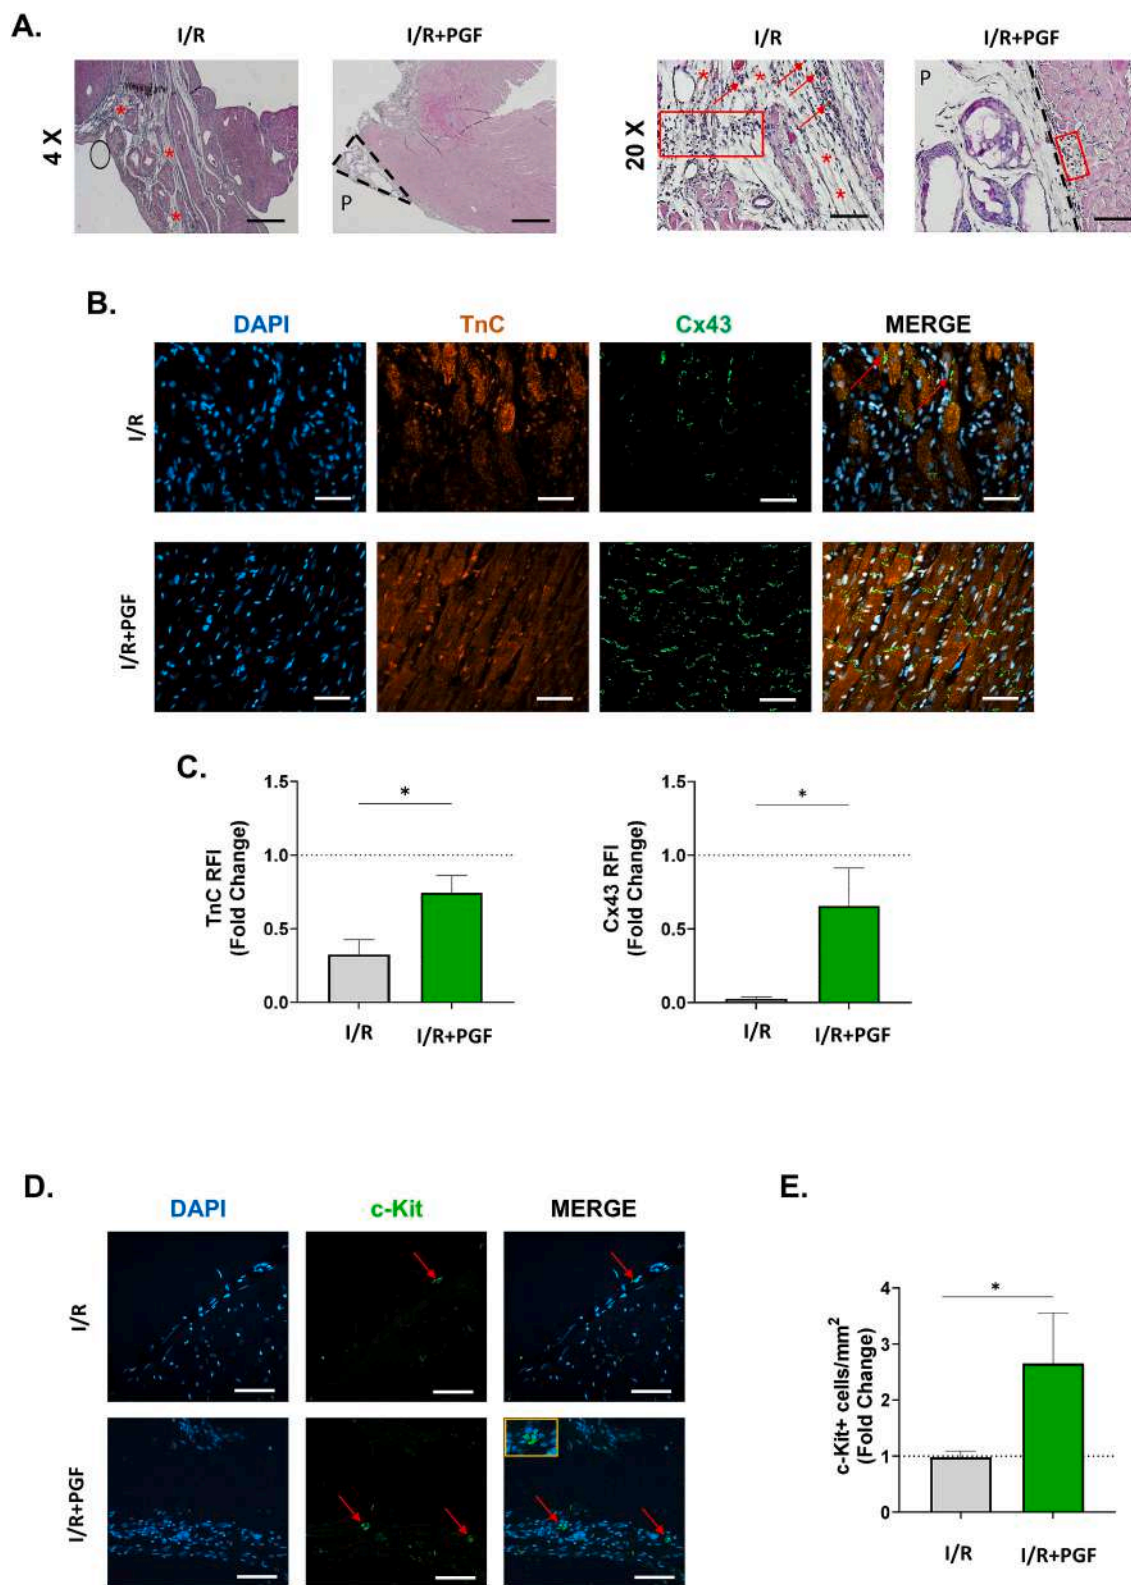 A.
I/R
I/R+PGF
I/R
I/R+PGF
4 X
P
20 X
P
B.
DAPI
TnC
Cx43
MERGE
I/R
I/R+PGF
C.
TnC RFI
(Fold Change)
1.5
1.0
0.5
0.0
*
I/R
I/R+PGF
Cx43 RFI
(Fold Change)
1.5
1.0
0.5
0.0
*
I/R
I/R+PGF
D.
DAPI
c-Kit
MERGE
I/R
I/R+PGF
E.
c-Kit+ cells/mm²
(Fold Change)
4
3
2
1
0
*
I/R
I/R+PGF